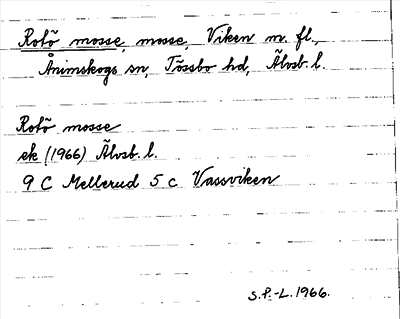 Rotö mosse, mosse, Viken m. fl.,
Ånimskogs sn, Tössbo hd, Älvsb. l.
Rotö mosse
ek (1966) Älvsb. l.
9 C Mellerud 5 c Vassviken
S.P.-L. 1966.